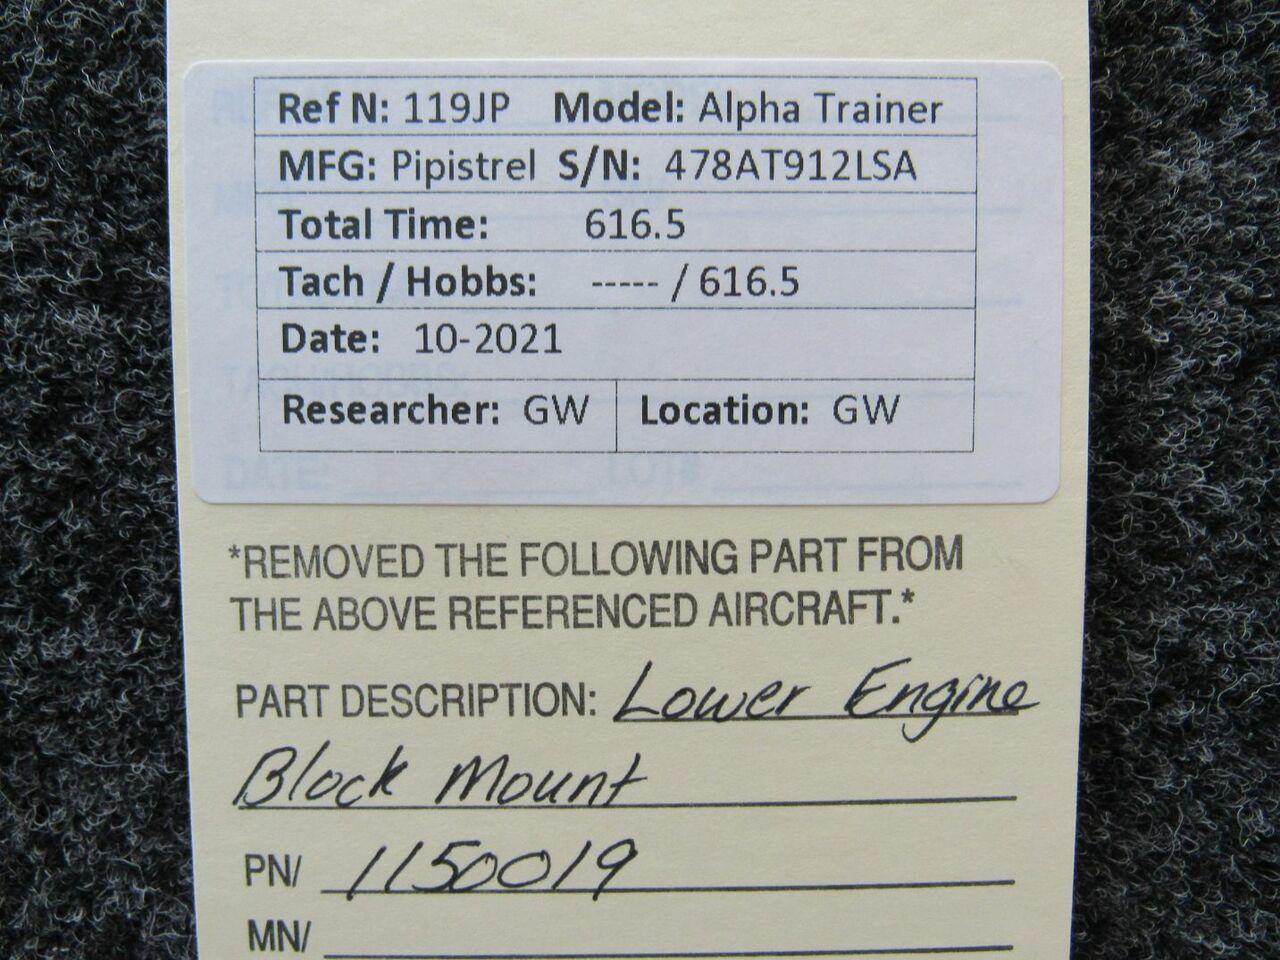 Ref N: 119JP Model: Alpha Trainer
MFG: Pipistrel S/N: 478AT912LSA
Total Time: 616.5
Tach / Hobbs: ----- / 616.5
Date: 10-2021
Researcher: GW Location: GW
*REMOVED THE FOLLOWING PART FROM
THE ABOVE REFERENCED AIRCRAFT.*
PART DESCRIPTION: Lower Engine
Block Mount
PN/ 1150019
MN/